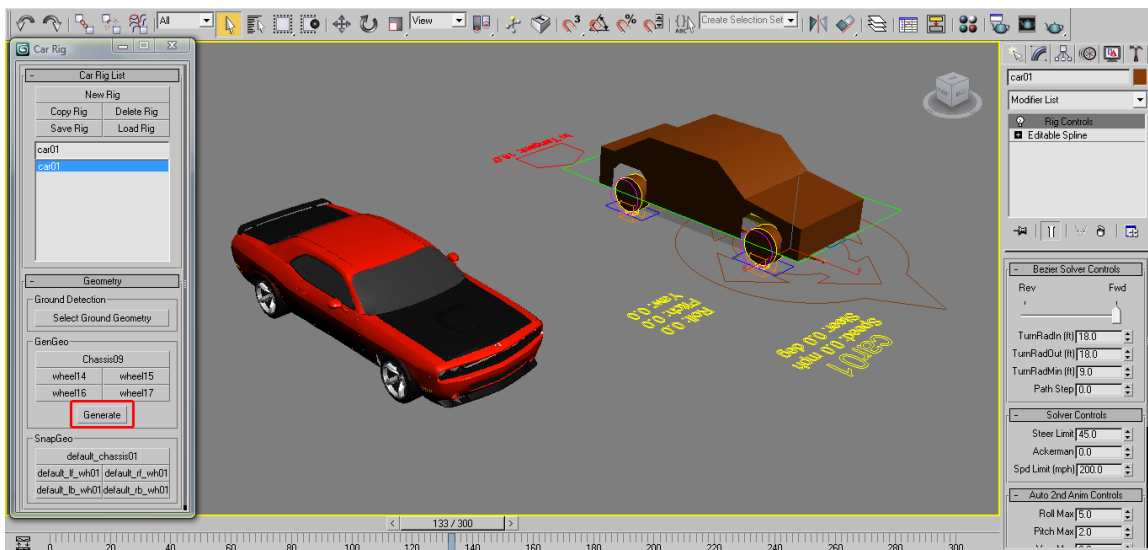 All
View
3
Create Selection Set
Car Rig
Car Rig List
New Rig
Copy Rig
Delete Rig
Save Rig
Load Rig
car01
car01
Geometry
Ground Detection
Select Ground Geometry
GenGeo
Chassis09
wheel14
wheel15
wheel16
wheel17
Generate
SnapGeo
default_chassis01
default_lf_wh01
default_rf_wh01
default_lb_wh01
default_rb_wh01
Roll: 0.0
Pitch: 0.0
Yaw: 0.0
car01
Speed: 0.0 mph
Steer: 0.0 deg
car01
Modifier List
Rig Controls
Editable Spline
Bezier Solver Controls
Rev
Fwd
TurnRadIn (ft) 18.0
TurnRadOut (ft) 18.0
TurnRadMin (ft) 9.0
Path Step 0.0
Solver Controls
Steer Limit 45.0
Ackerman 0.0
Spd Limit (mph) 200.0
Auto 2nd Anim Controls
Roll Max 5.0
Pitch Max 2.0
< 133 / 300 >
0 20 40 60 80 100 120 140 160 180 200 220 240 260 280 300